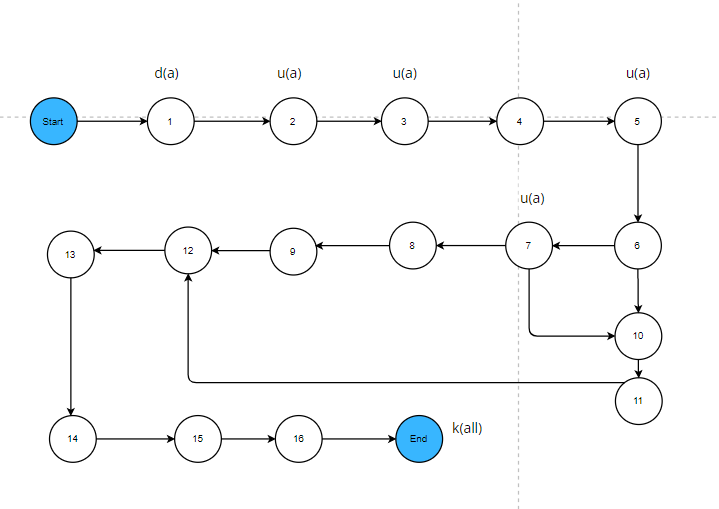 d(a) u(a) u(a) u(a)
Start 1 2 3 4 5
u(a)
13 12 9 8 7 6
10
11
14 15 16 End k(all)